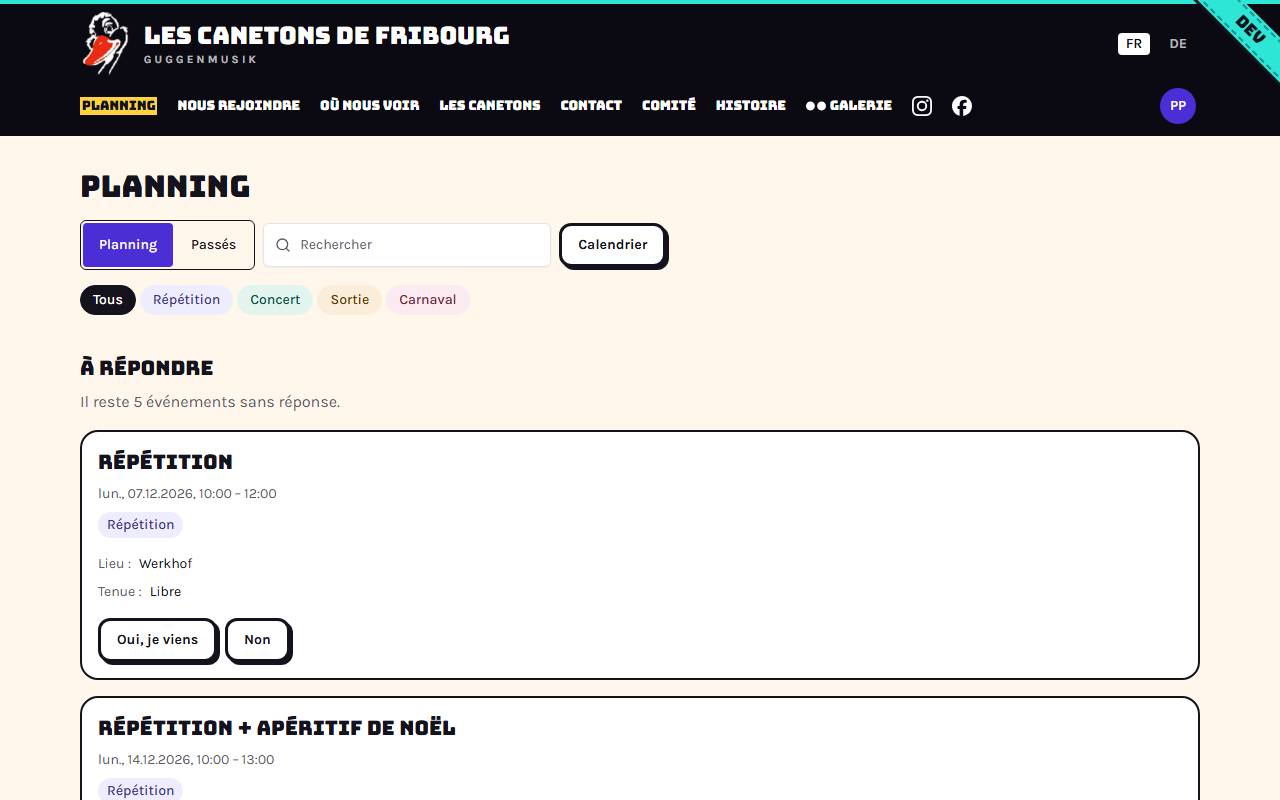 LES CANETONS DE FRIBOURG
GUGGENMUSIK
FR DE
DEV
PLANNING NOUS REJOINDRE OÙ NOUS VOIR LES CANETONS CONTACT COMITÉ HISTOIRE GALERIE
PP
PLANNING
Planning Passés Rechercher Calendrier
Tous Répétition Concert Sortie Carnaval
À RÉPONDRE
Il reste 5 événements sans réponse.
RÉPÉTITION
lun., 07.12.2026, 10:00 – 12:00
Répétition
Lieu : Werkhof
Tenue : Libre
Oui, je viens Non
RÉPÉTITION + APÉRITIF DE NOËL
lun., 14.12.2026, 10:00 – 13:00
Répétition